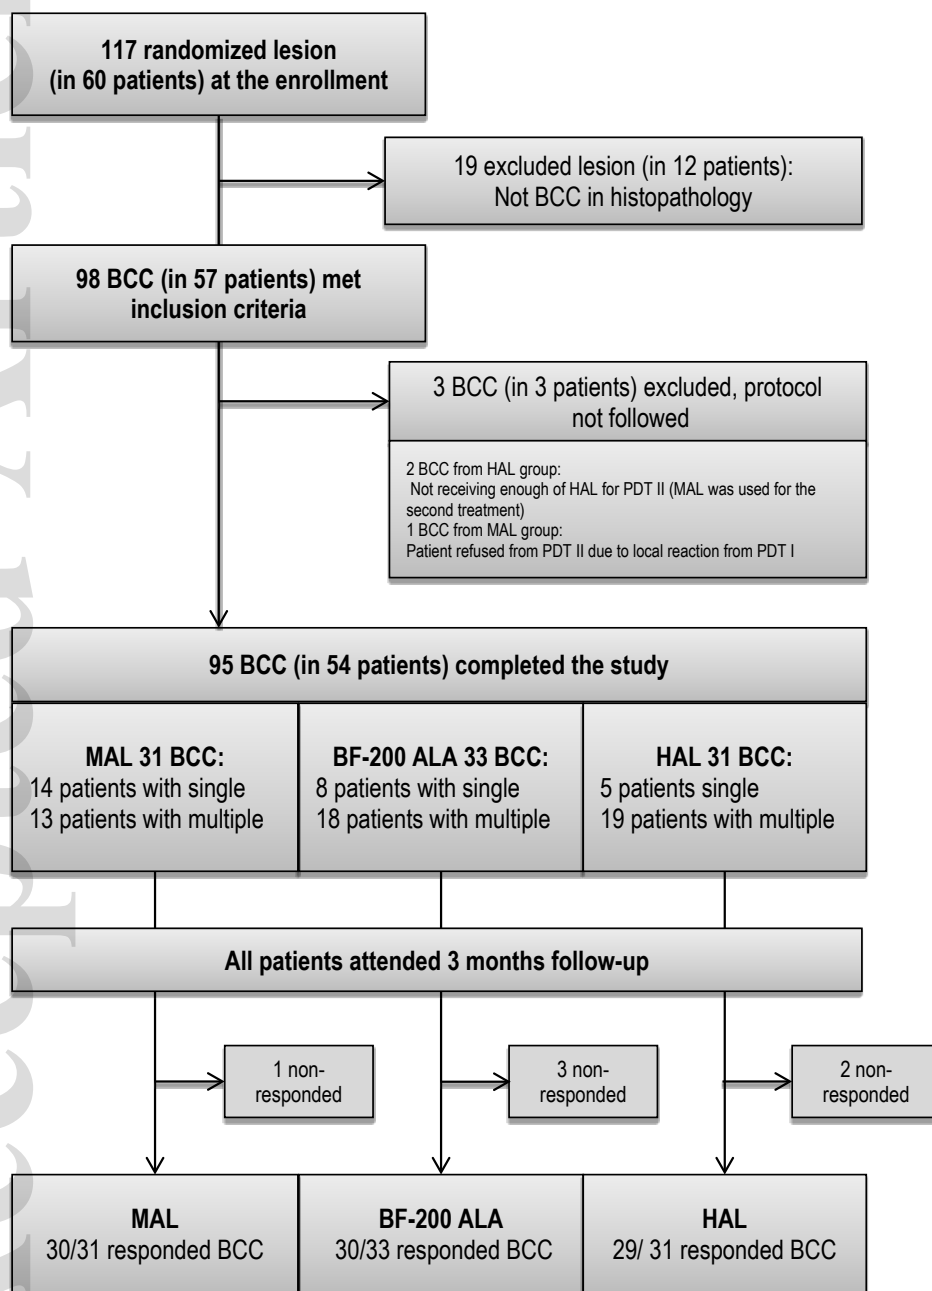 117 randomized lesion
(in 60 patients) at the enrollment
19 excluded lesion (in 12 patients):
Not BCC in histopathology
98 BCC (in 57 patients) met
inclusion criteria
3 BCC (in 3 patients) excluded, protocol
not followed
2 BCC from HAL group:
Not receiving enough of HAL for PDT II (MAL was used for the
second treatment)
1 BCC from MAL group:
Patient refused from PDT II due to local reaction from PDT I
95 BCC (in 54 patients) completed the study
MAL 31 BCC:
14 patients with single
13 patients with multiple
BF-200 ALA 33 BCC:
8 patients with single
18 patients with multiple
HAL 31 BCC:
5 patients single
19 patients with multiple
All patients attended 3 months follow-up
1 non-
responded
3 non-
responded
2 non-
responded
MAL
30/31 responded BCC
BF-200 ALA
30/33 responded BCC
HAL
29/ 31 responded BCC